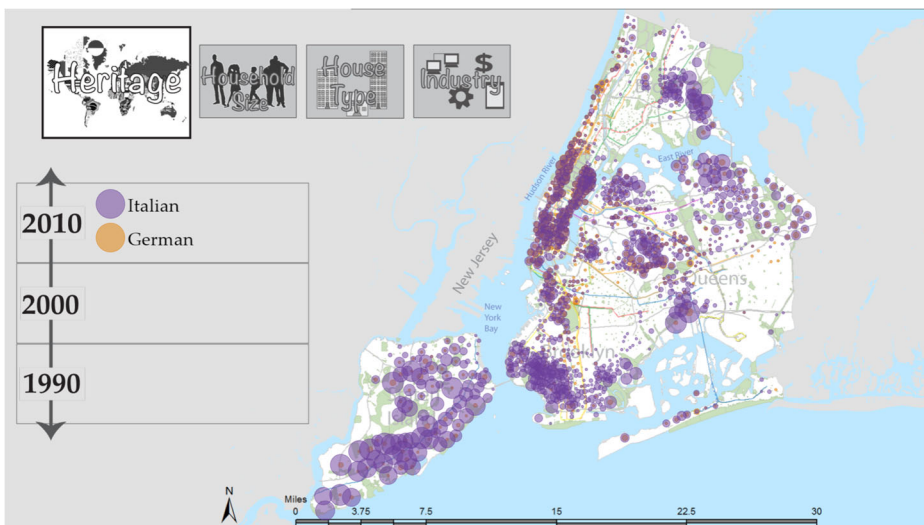 Heritage
Household
Size
House
Type
Industry
2010
Italian
German
2000
1990
Hudson River
East River
New Jersey
New
York
Bay
Queens
Brooklyn
N
Miles
0
3.75
7.5
15
22.5
30